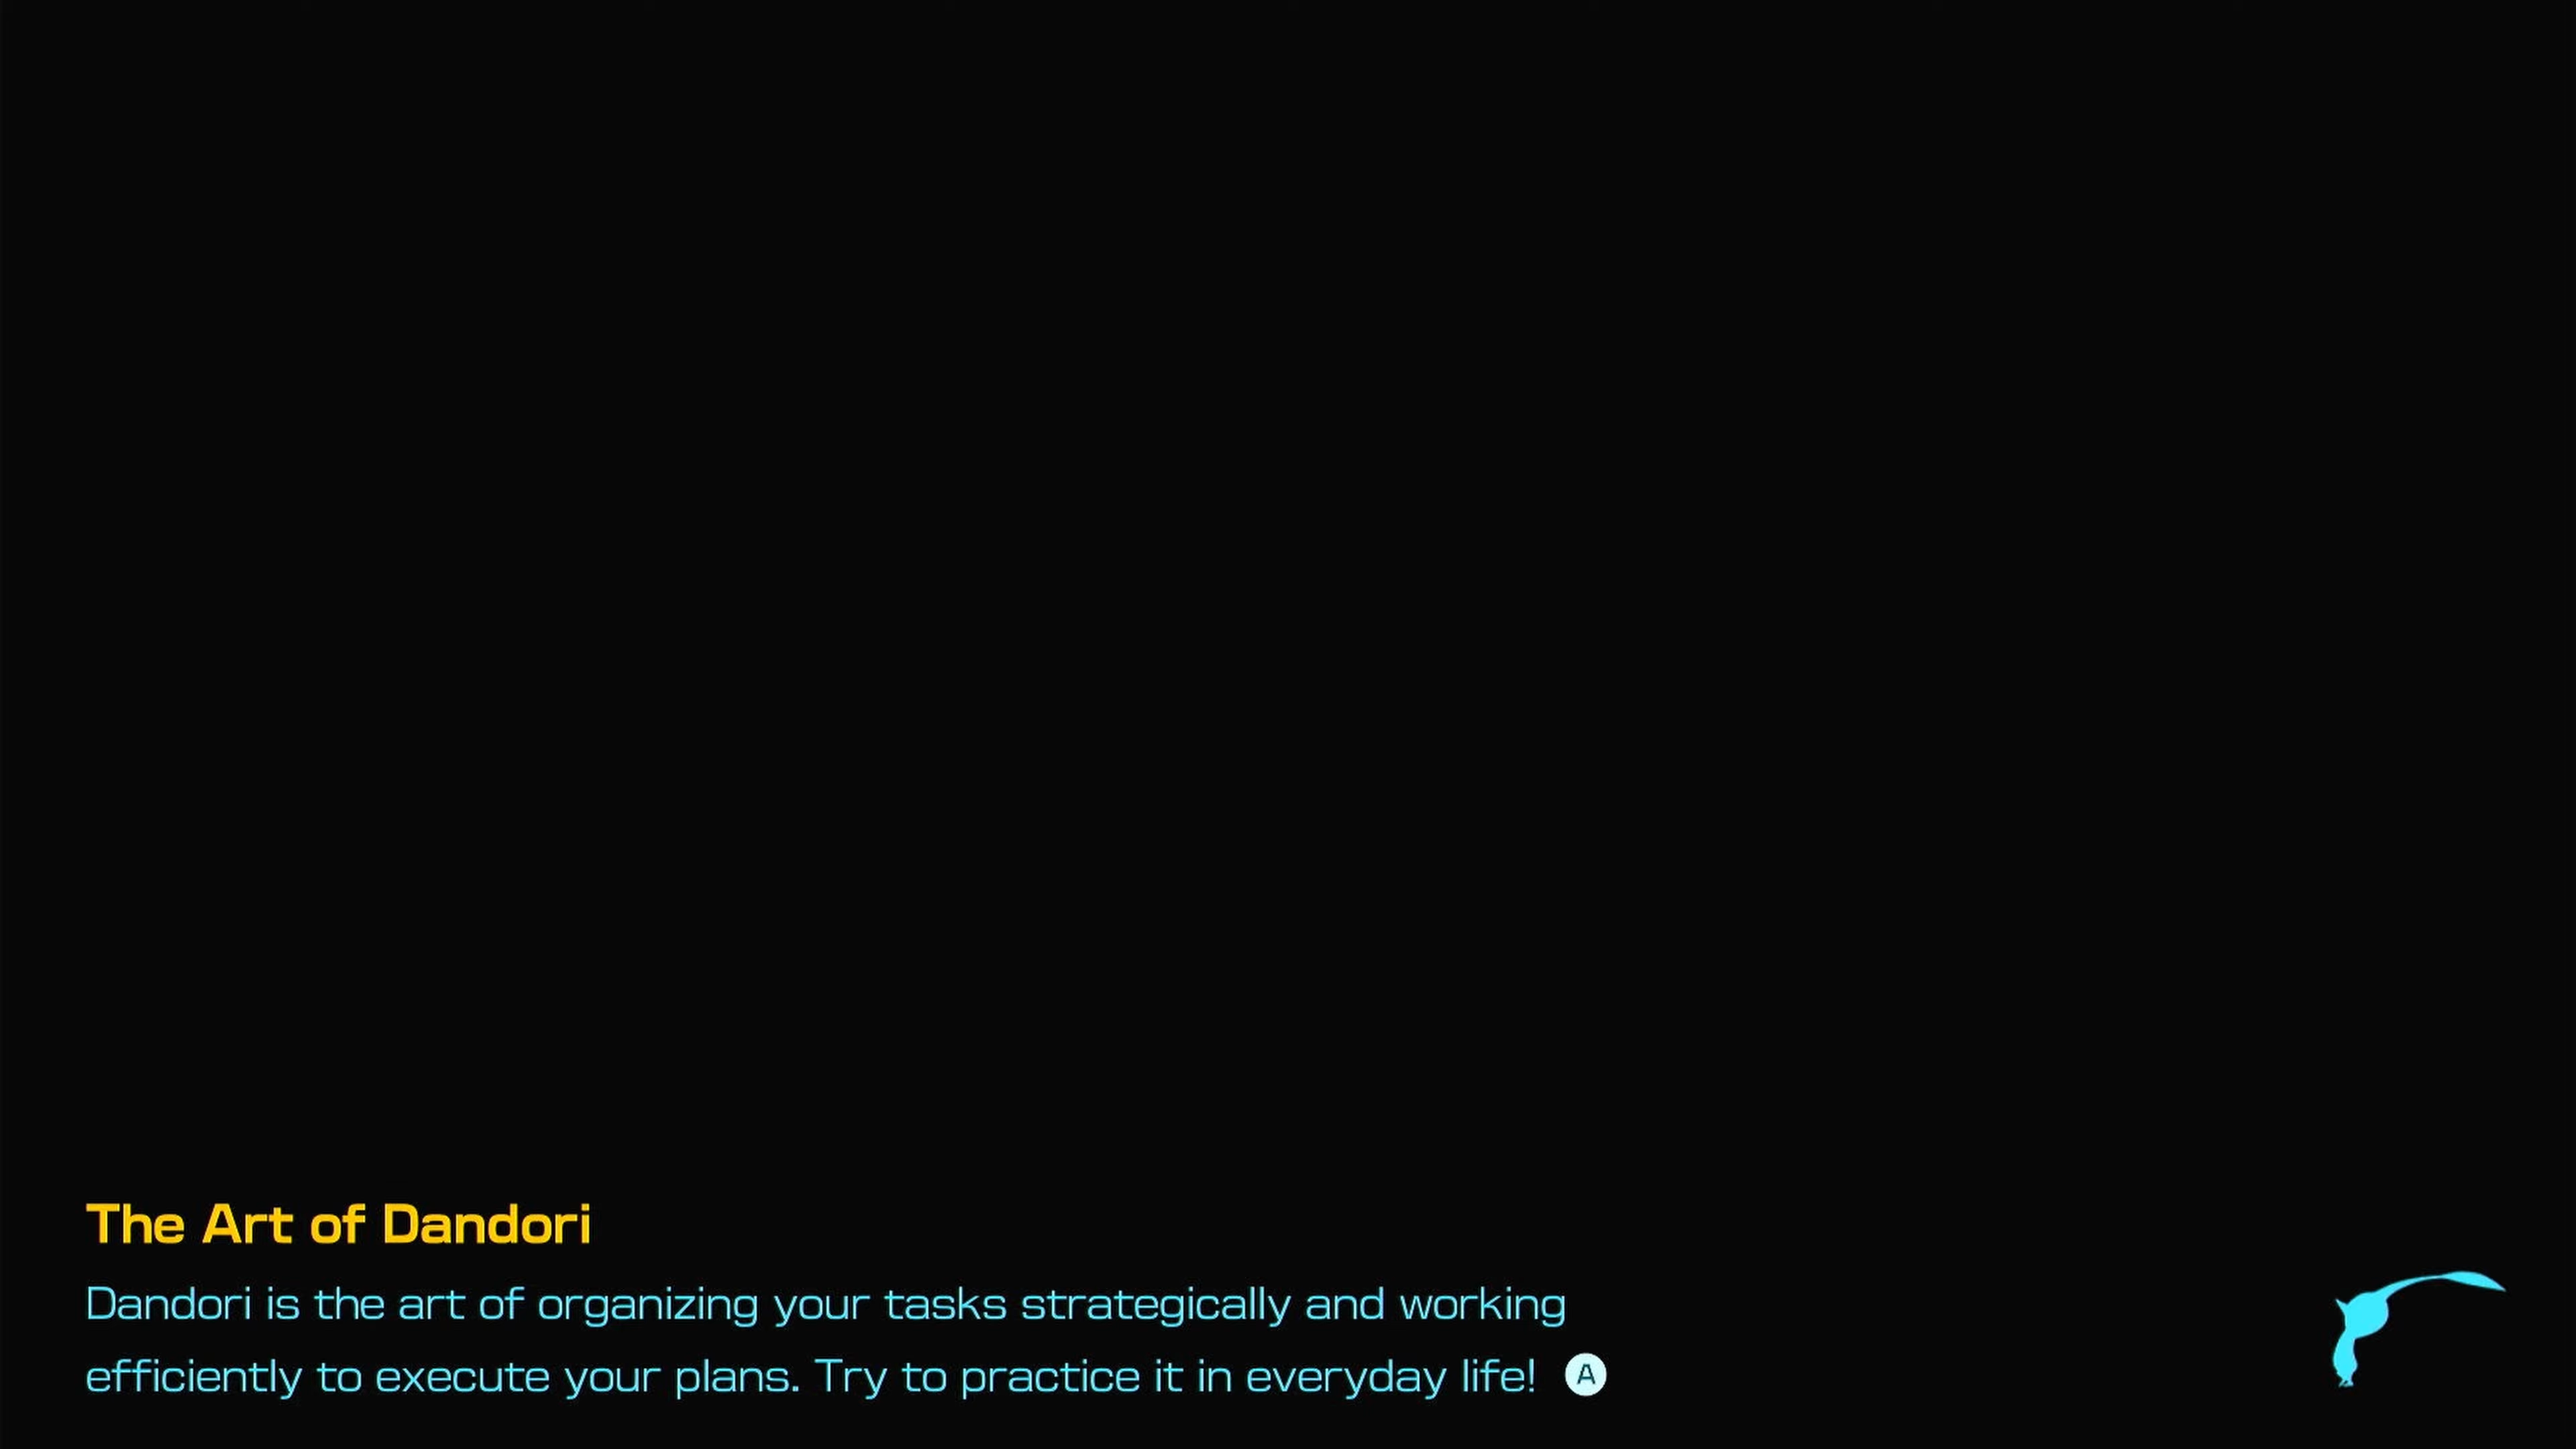 The Art of Dandori
Dandori is the art of organizing your tasks strategically and working
efficiently to execute your plans. Try to practice it in everyday life! A